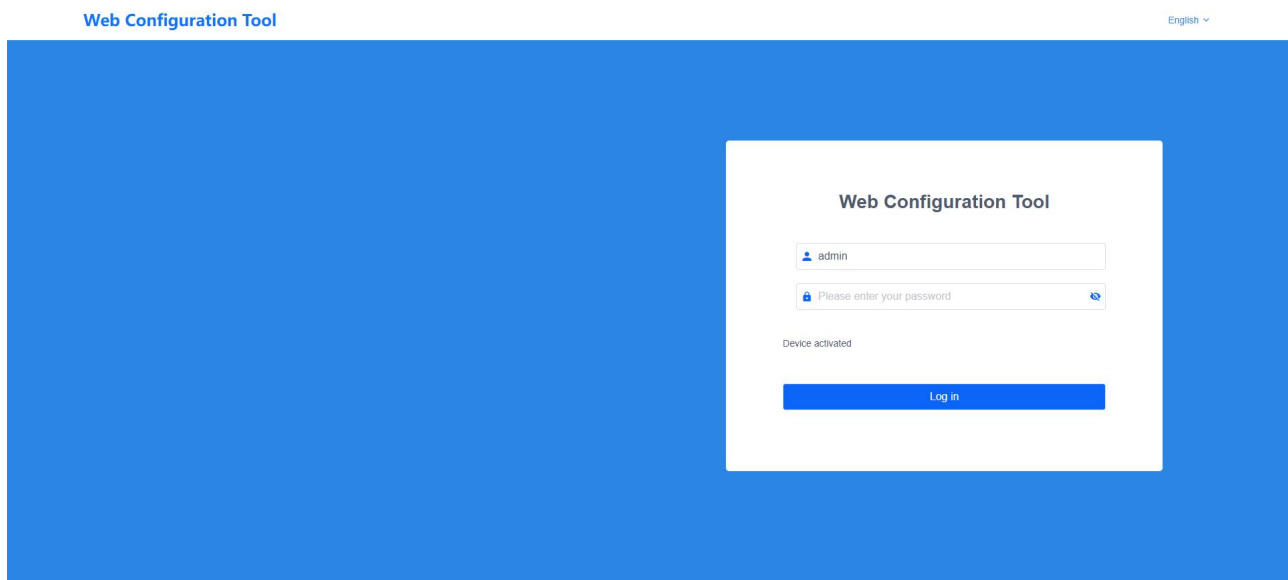 Web Configuration Tool
English
Web Configuration Tool
admin
Please enter your password
Device activated
Log in